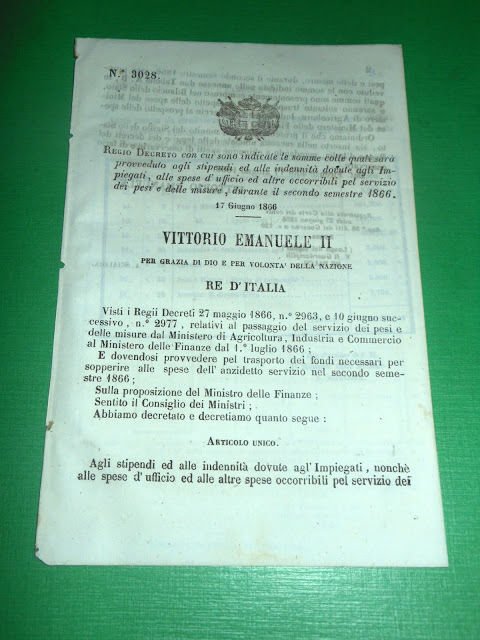 N.° 3028.
REGIO DECRETO con cui sono indicate le somme colle quali sarà
provveduto agli stipendi ed alle indennità dovute agli Im-
piegati, alle spese d'ufficio ed altre occorribili pel servizio
dei pesi e delle misure, durante il secondo semestre 1866.
17 Giugno 1866
VITTORIO EMANUELE II
PER GRAZIA DI DIO E PER VOLONTA' DELLA NAZIONE
RE D'ITALIA
Visti i Regii Decreti 27 maggio 1866, n.° 2963, e 10 giugno suc-
cessivo, n.° 2977, relativi al passaggio del servizio dei pesi e
delle misure dal Ministero di Agricoltura, Industria e Commercio
al Ministero delle Finanze dal 1.° luglio 1866;
E dovendosi provvedere pel trasporto dei fondi necessari per
sopperire alle spese dell'anzidetto servizio nel secondo seme-
stre 1866;
Sulla proposizione del Ministro delle Finanze;
Sentito il Consiglio dei Ministri;
Abbiamo decretato e decretiamo quanto segue:
ARTICOLO UNICO.
Agli stipendi ed alle indennità dovute agl'Impiegati, nonchè
alle spese d'ufficio ed alle altre spese occorribili pel servizio dei